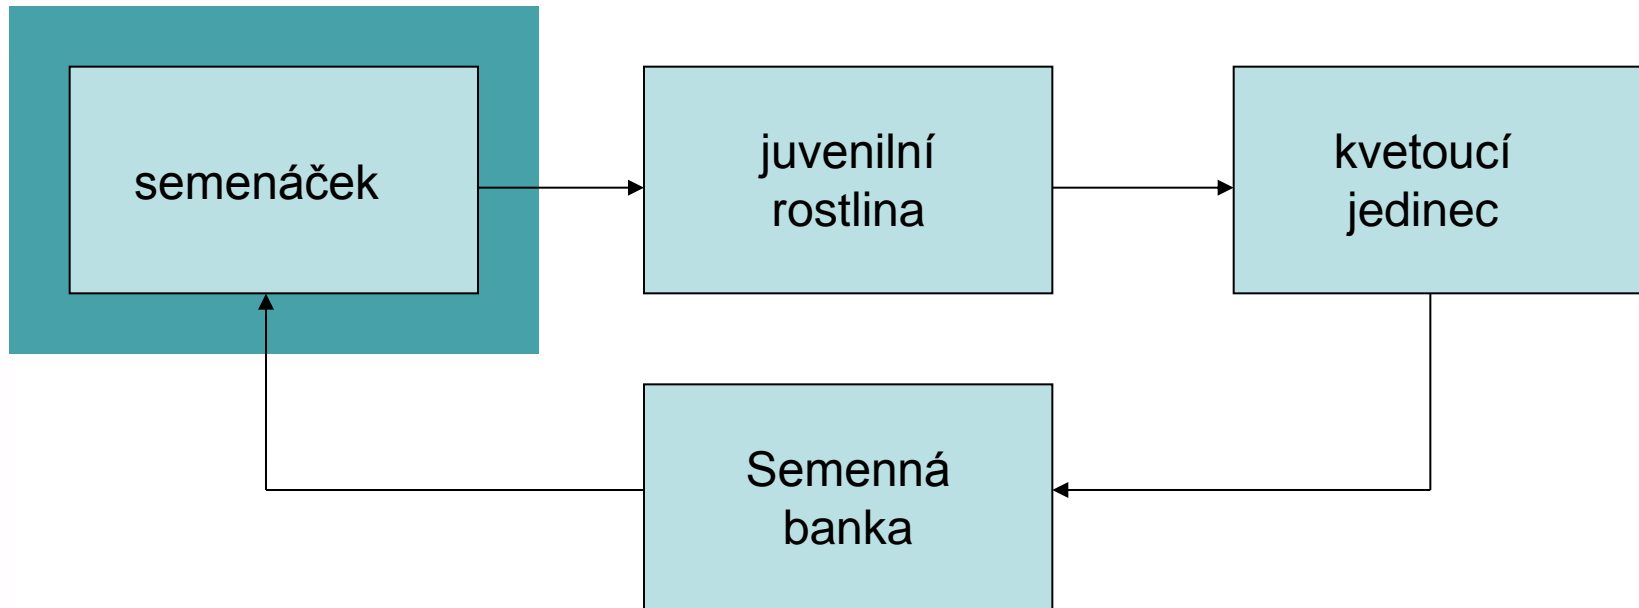 semenáček
juvenilní
rostlina
kvetoucí
jedinec
Semenná
banka